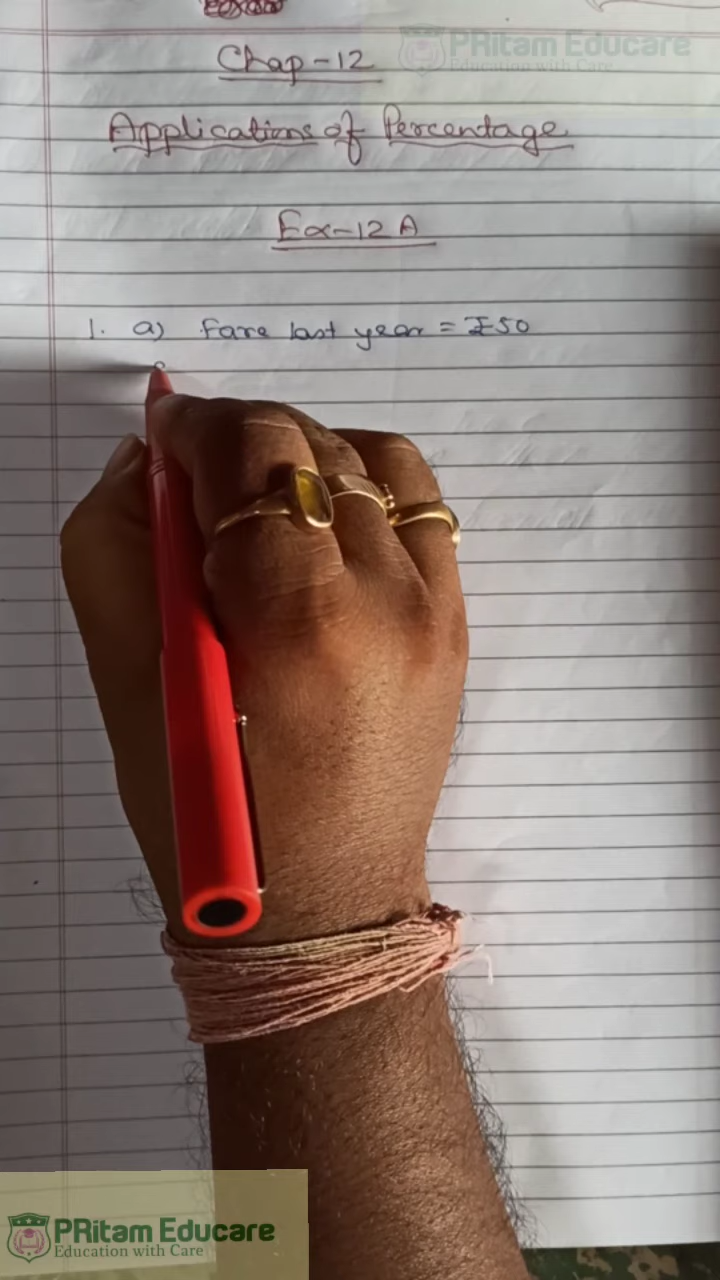 PRitam Educare
Education with Care
Chap-12
Applications of Percentage
Ex-12 A
1. a) Fare last year = ₹50
PRitam Educare
Education with Care